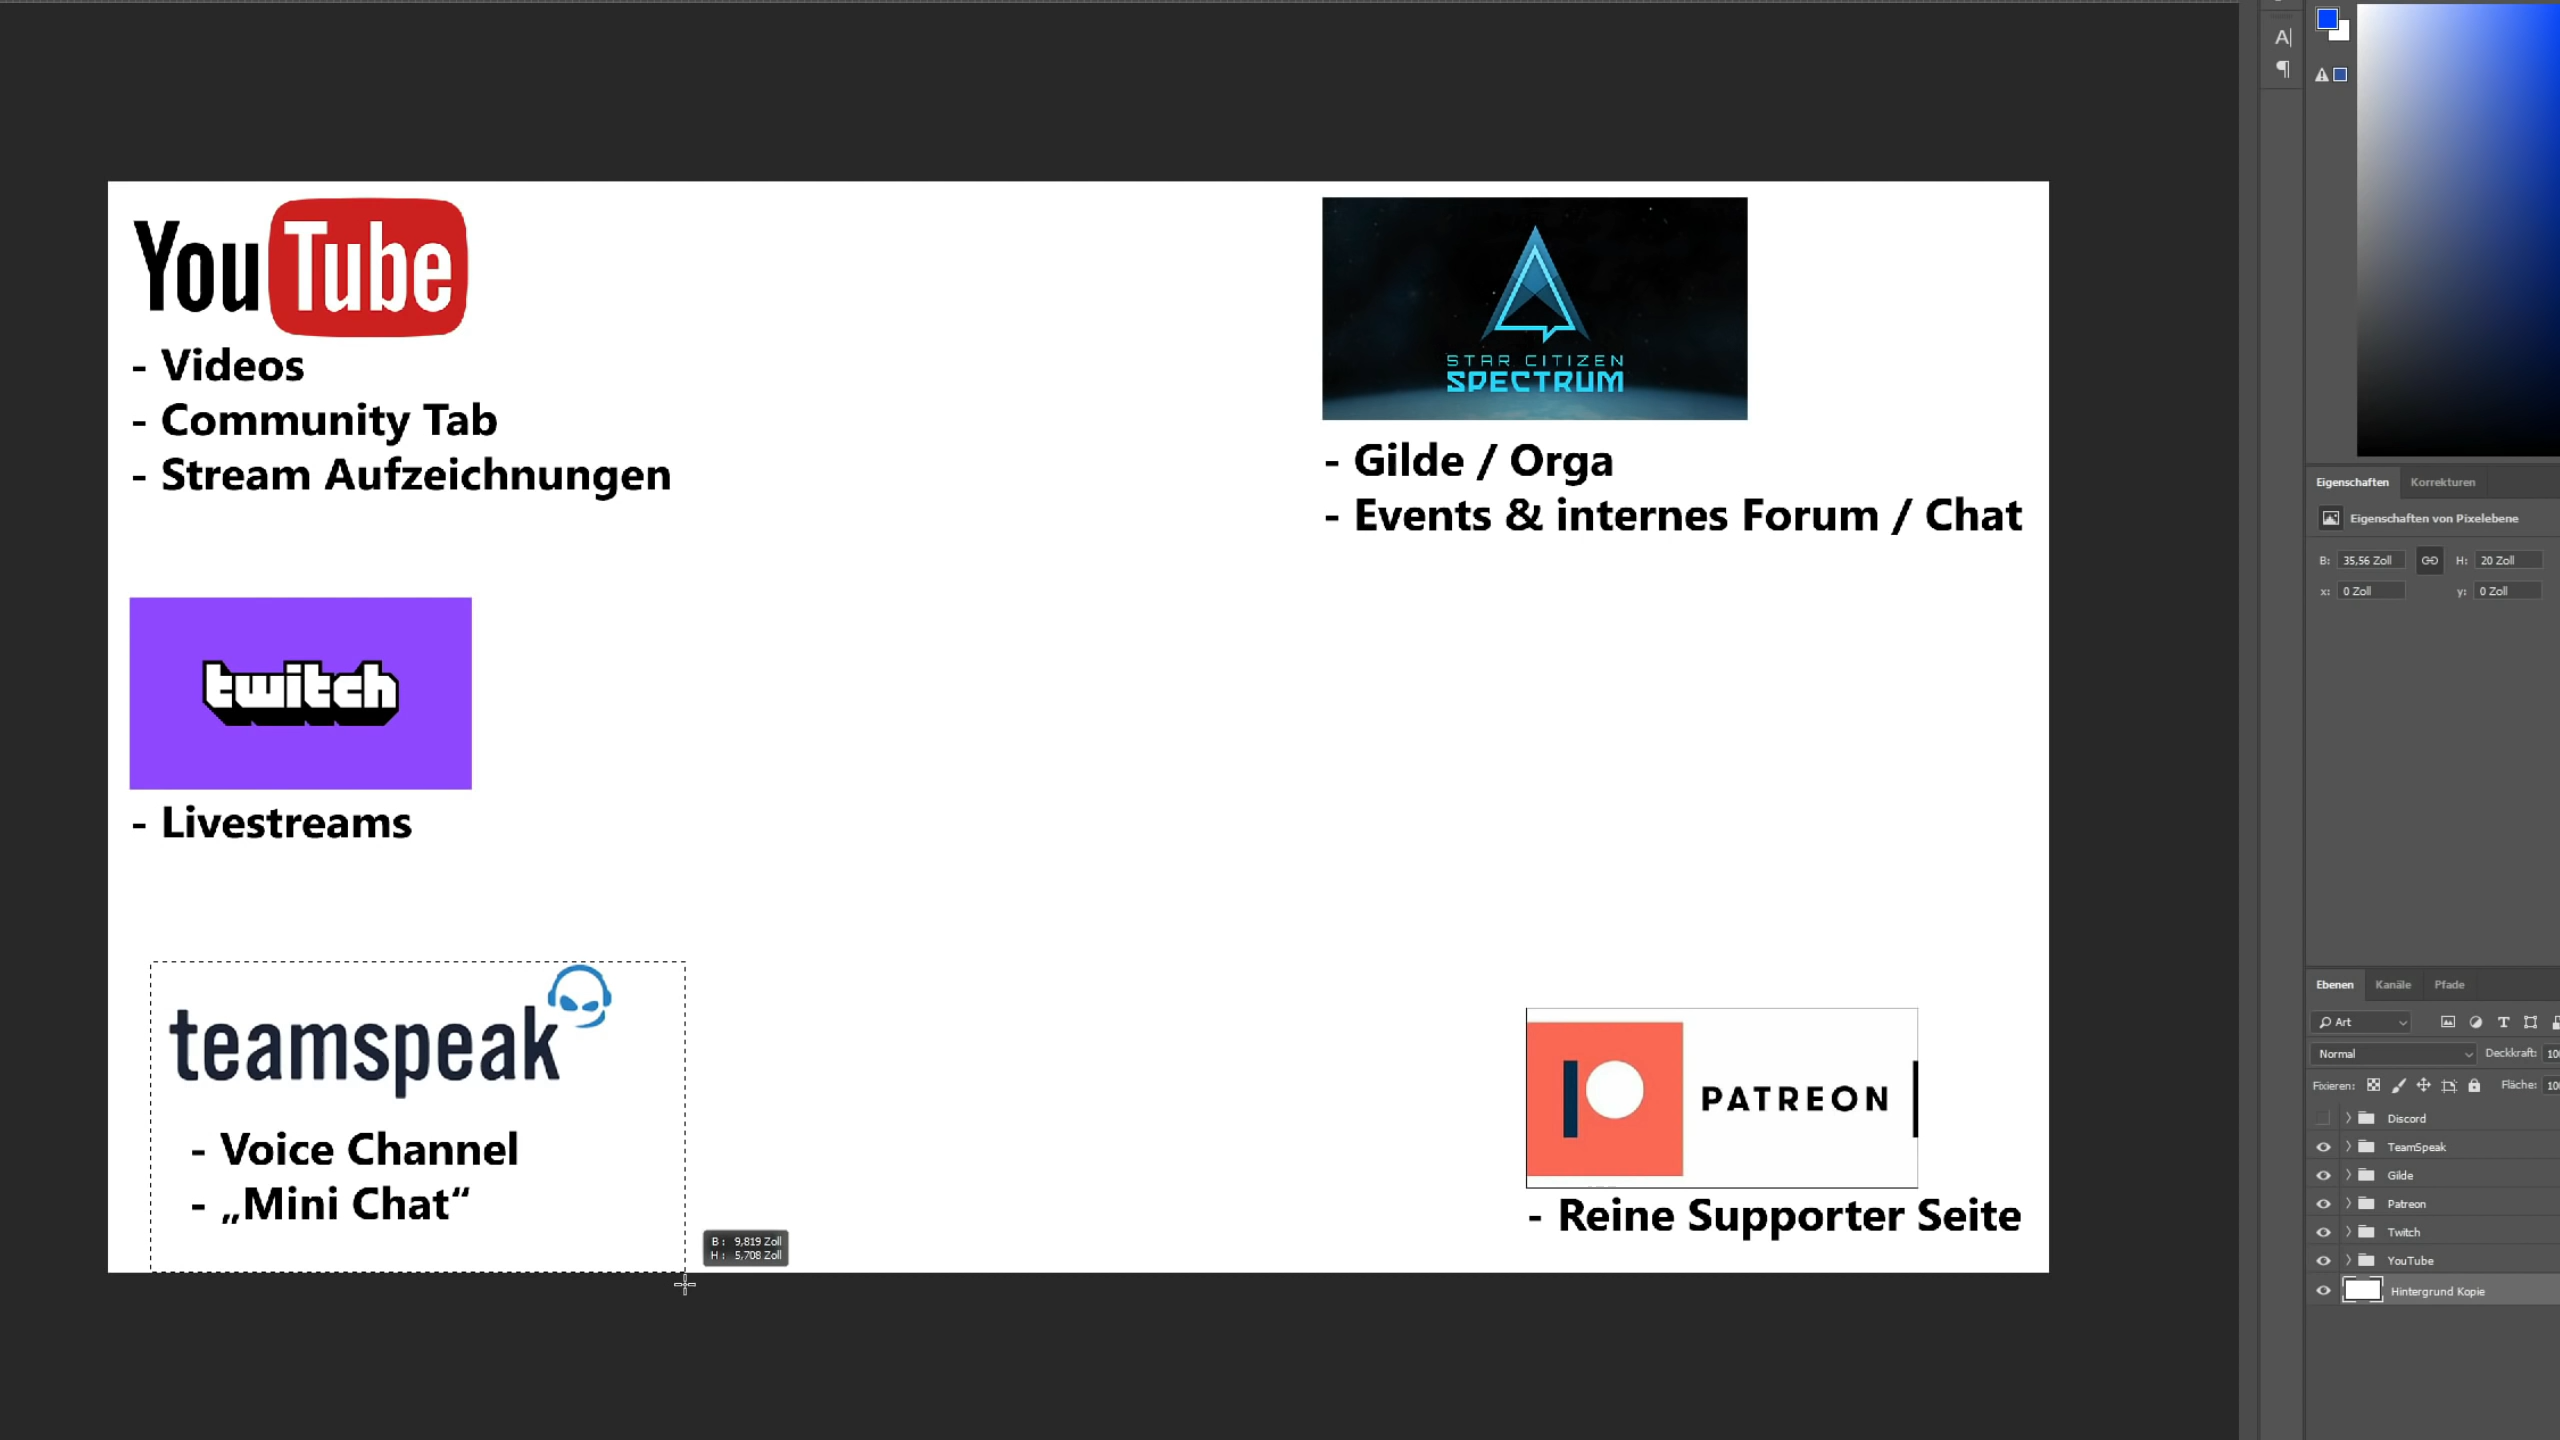 YouTube
- Videos
- Community Tab
- Stream Aufzeichnungen
STAR CITIZEN
SPECTRUM
- Gilde / Orga
- Events & internes Forum / Chat
twitch
- Livestreams
teamspeak
- Voice Channel
- „Mini Chat“
B: 9,819 Zoll
H: 5,708 Zoll
PATREON
- Reine Supporter Seite
A
¶
Eigenschaften Korrekturen
Eigenschaften von Pixelebene
B: 35,56 Zoll H: 20 Zoll
x: 0 Zoll y: 0 Zoll
Ebenen Kanäle Pfade
Art
Normal Deckkraft:
Fixieren: Fläche:
Discord
TeamSpeak
Gilde
Patreon
Twitch
YouTube
Hintergrund Kopie